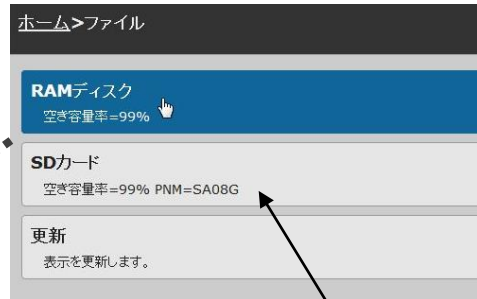 ホーム>ファイル
RAMディスク
空き容量率=99%
SDカード
空き容量率=99% PNM=SA08G
更新
表示を更新します。